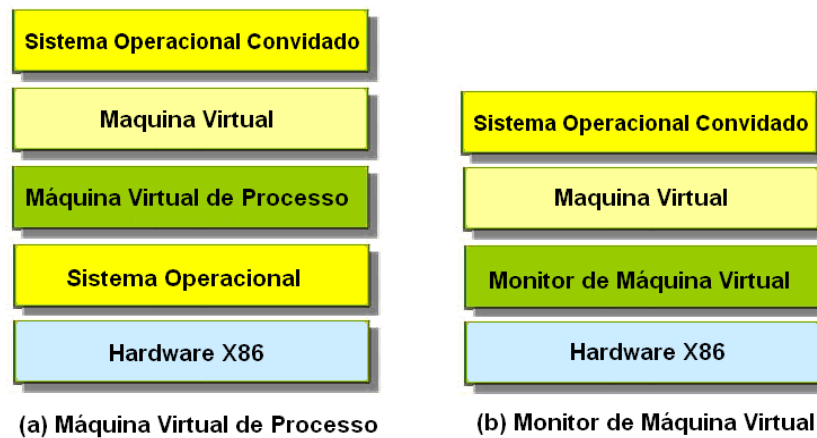 Sistema Operacional Convidado
Maquina Virtual
Máquina Virtual de Processo
Sistema Operacional
Hardware X86
(a) Máquina Virtual de Processo
Sistema Operacional Convidado
Maquina Virtual
Monitor de Máquina Virtual
Hardware X86
(b) Monitor de Máquina Virtual